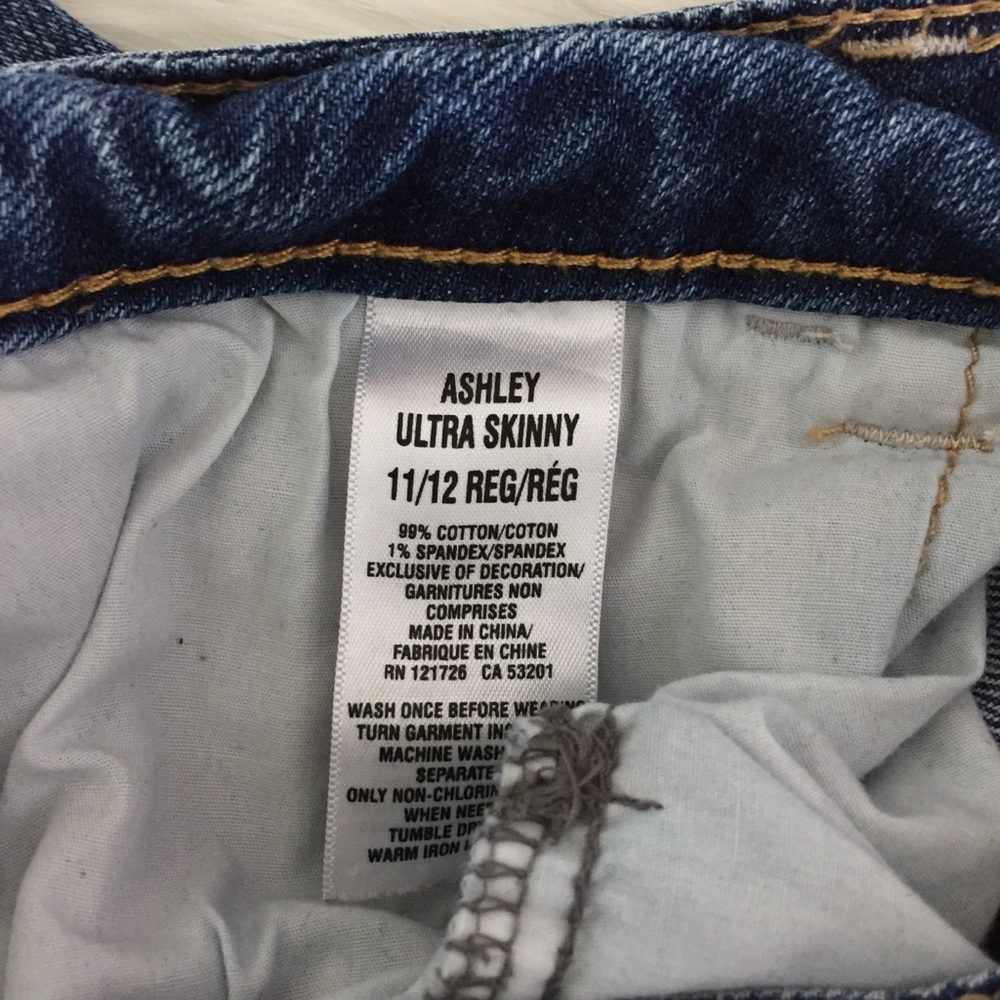 ASHLEY
ULTRA SKINNY
11/12 REG/RÉG
99% COTTON/COTON
1% SPANDEX/SPANDEX
EXCLUSIVE OF DECORATION/
GARNITURES NON
COMPRISES
MADE IN CHINA/
FABRIQUE EN CHINE
RN 121726 CA 53201
WASH ONCE BEFORE WEARING
TURN GARMENT
MACHINE WASH
SEPARATE
ONLY NON-CHLORIN
WHEN
TUMBLE
WARM IRON